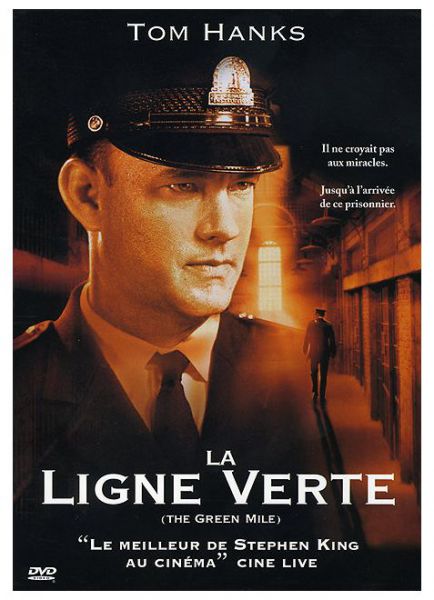 TOM HANKS
Il ne croyait pas
aux miracles.
Jusqu'à l'arrivée
de ce prisonnier.
LA
LIGNE VERTE
(THE GREEN MILE)
"LE MEILLEUR DE STEPHEN KING
AU CINÉMA" CINE LIVE
DVD
VIDEO